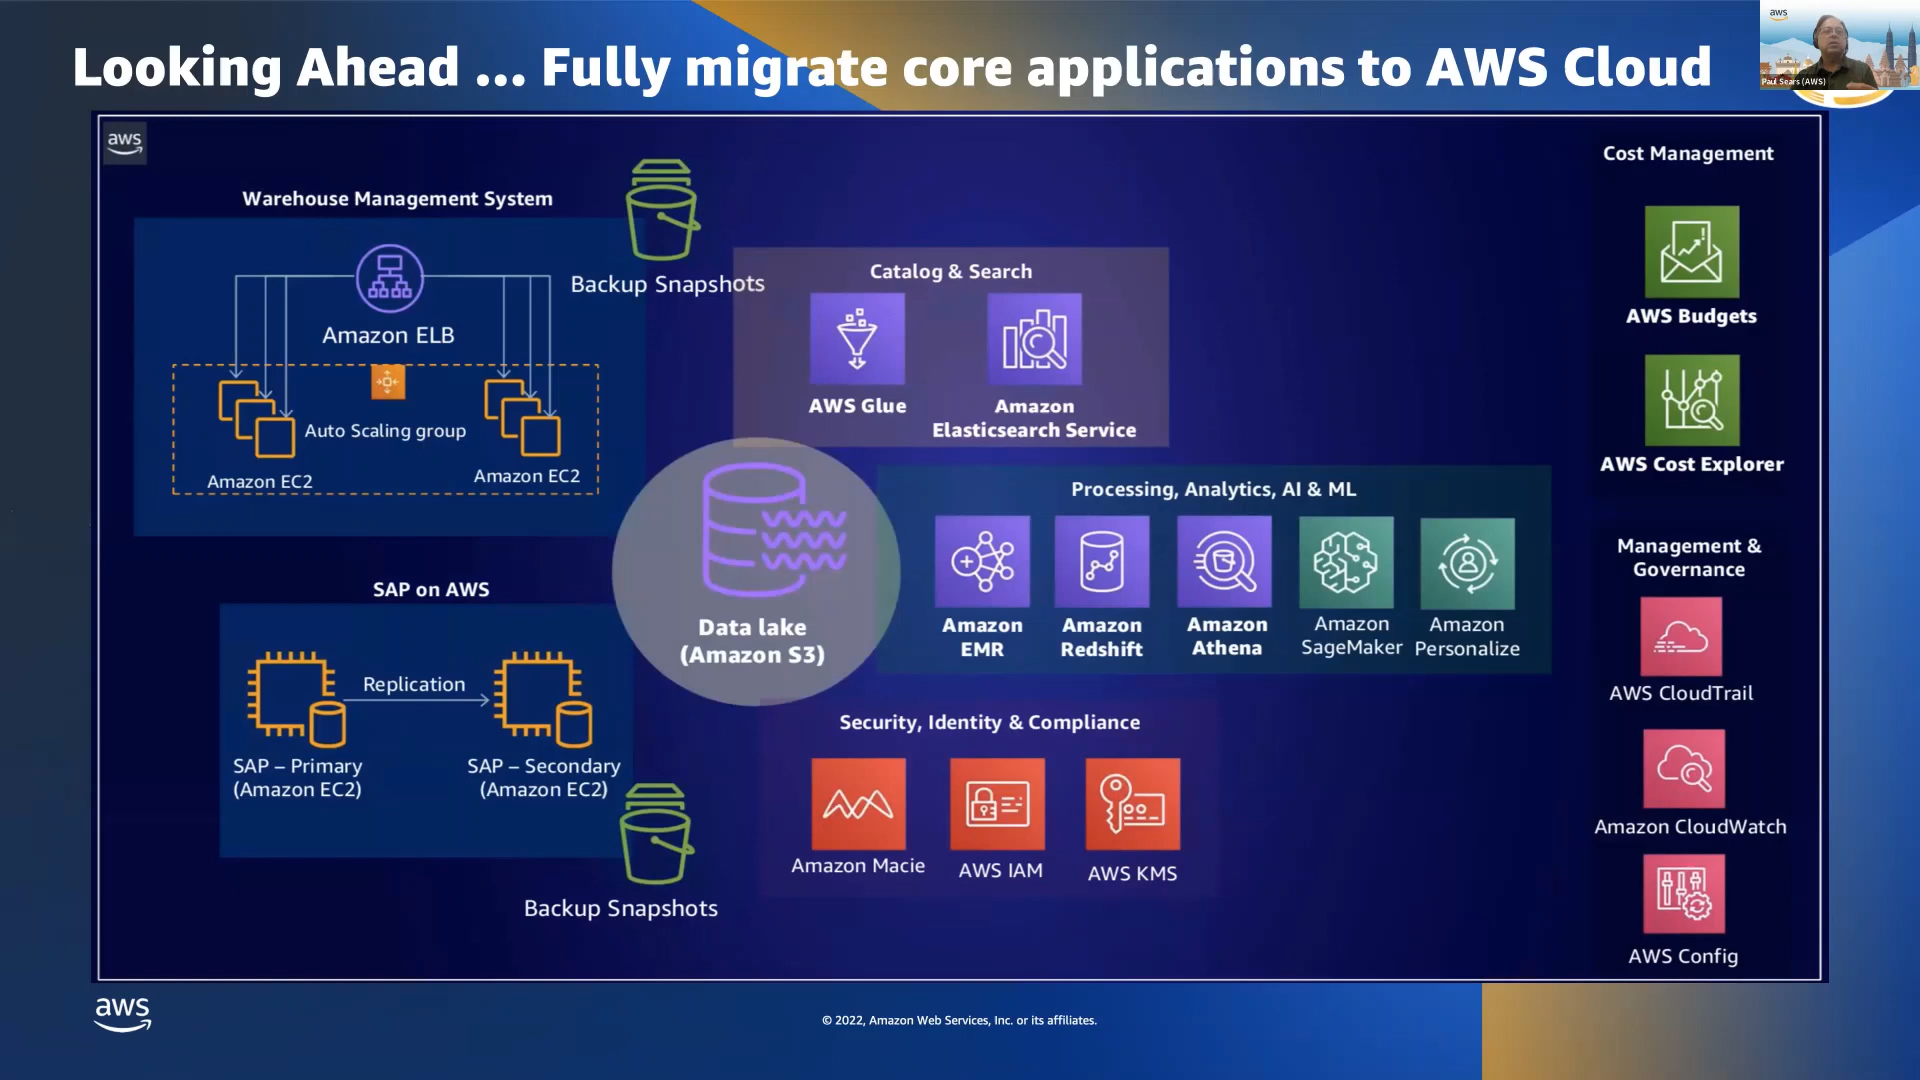 Looking Ahead ... Fully migrate core applications to AWS Cloud
aws
Paul Sears (AWS)
aws
Warehouse Management System
Amazon ELB
Auto Scaling group
Amazon EC2
Amazon EC2
Backup Snapshots
SAP on AWS
Replication
SAP – Primary
(Amazon EC2)
SAP – Secondary
(Amazon EC2)
Backup Snapshots
Data lake
(Amazon S3)
Catalog & Search
AWS Glue
Amazon
Elasticsearch Service
Processing, Analytics, AI & ML
Amazon
EMR
Amazon
Redshift
Amazon
Athena
Amazon
SageMaker
Amazon
Personalize
Security, Identity & Compliance
Amazon Macie
AWS IAM
AWS KMS
Cost Management
AWS Budgets
AWS Cost Explorer
Management &
Governance
AWS CloudTrail
Amazon CloudWatch
AWS Config
aws
© 2022, Amazon Web Services, Inc. or its affiliates.